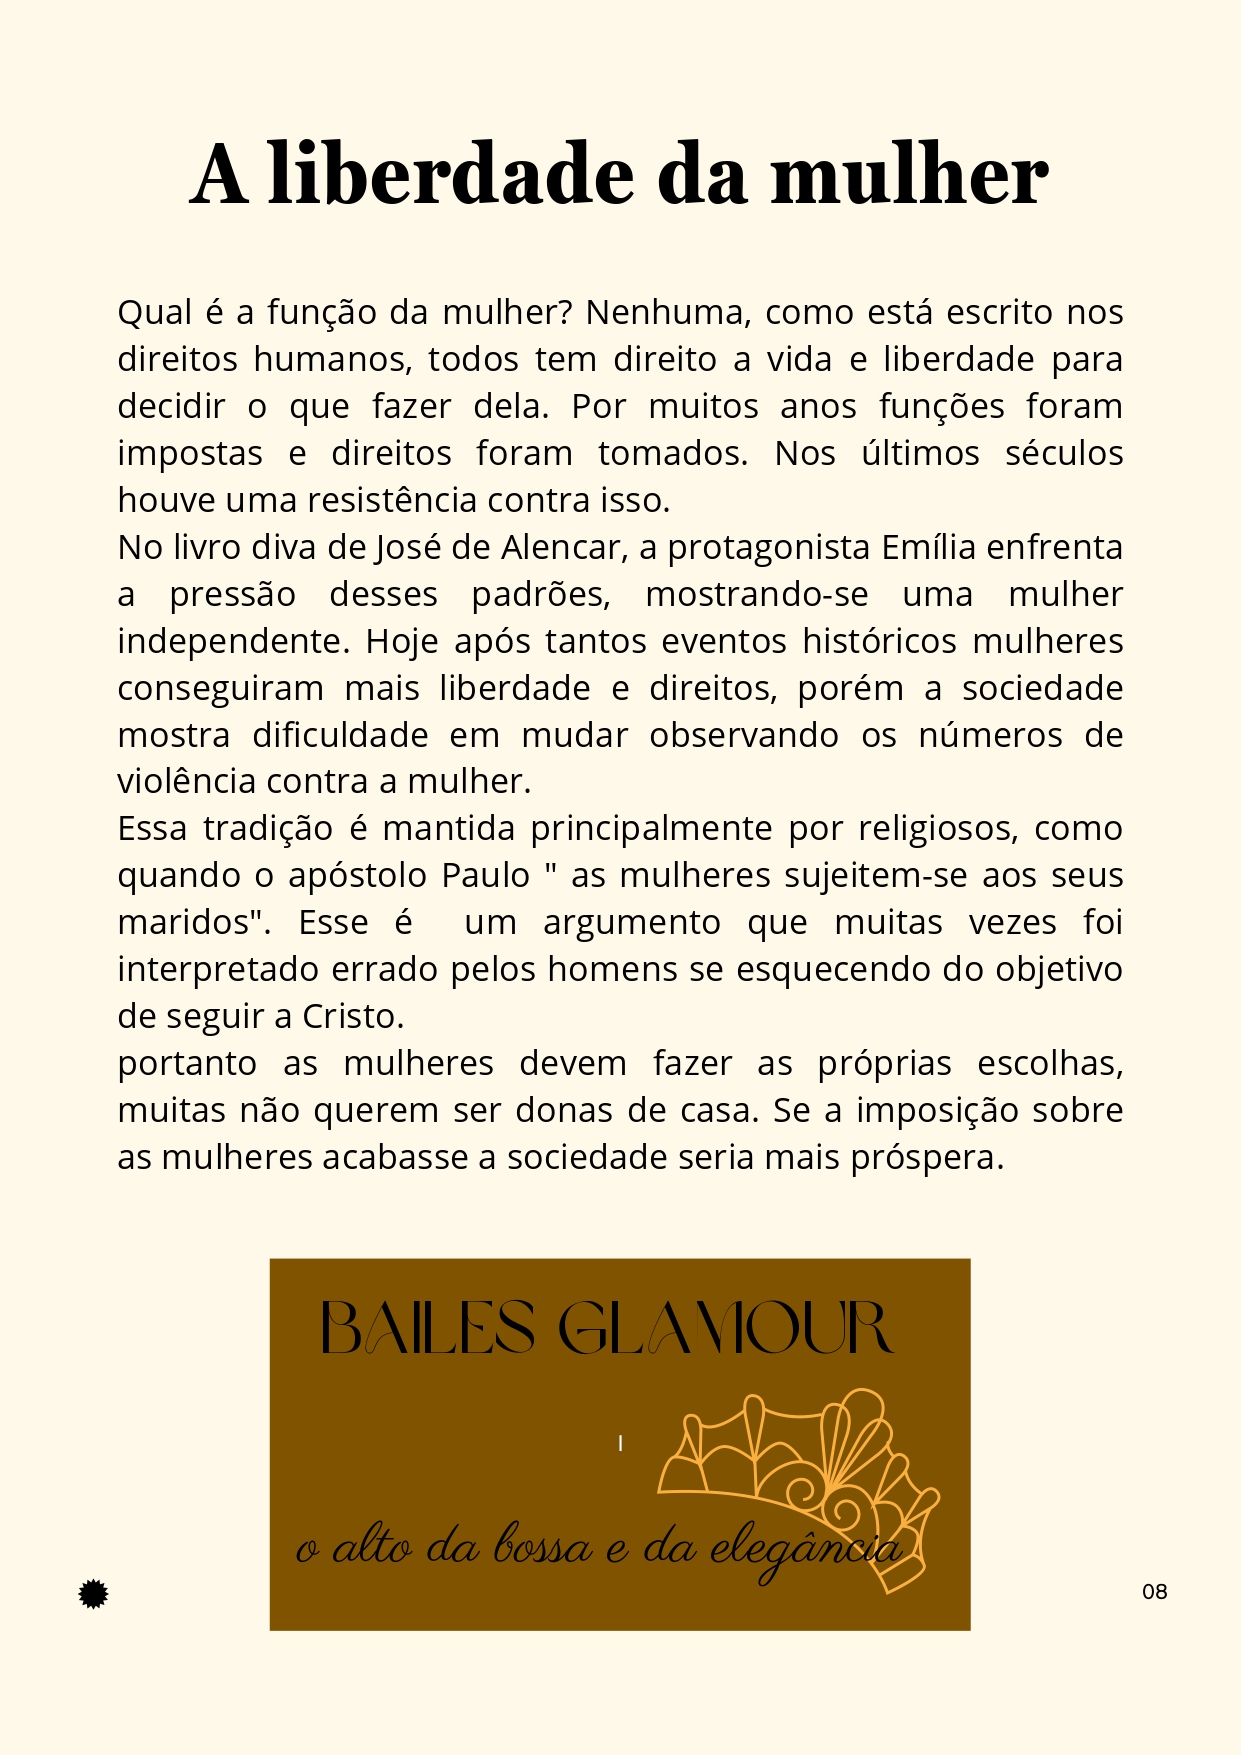 A liberdade da mulher
Qual é a função da mulher? Nenhuma, como está escrito nos
direitos humanos, todos tem direito a vida e liberdade para
decidir o que fazer dela. Por muitos anos funções foram
impostas e direitos foram tomados. Nos últimos séculos
houve uma resistência contra isso.
No livro diva de José de Alencar, a protagonista Emília enfrenta
a pressão desses padrões, mostrando-se uma mulher
independente. Hoje após tantos eventos históricos mulheres
conseguiram mais liberdade e direitos, porém a sociedade
mostra dificuldade em mudar observando os números de
violência contra a mulher.
Essa tradição é mantida principalmente por religiosos, como
quando o apóstolo Paulo " as mulheres sujeitem-se aos seus
maridos". Esse é um argumento que muitas vezes foi
interpretado errado pelos homens se esquecendo do objetivo
de seguir a Cristo.
portanto as mulheres devem fazer as próprias escolhas,
muitas não querem ser donas de casa. Se a imposição sobre
as mulheres acabasse a sociedade seria mais próspera.
BAILES GLAMOUR
l
o alto da bossa e da elegância
08